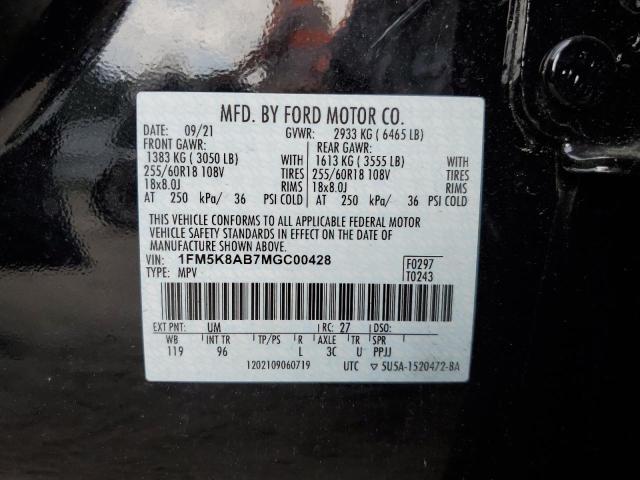 MFD. BY FORD MOTOR CO.
DATE: 09/21 GVWR: 2933 KG ( 6465 LB)
FRONT GAWR: REAR GAWR:
1383 KG ( 3050 LB) WITH 1613 KG ( 3555 LB) WITH
255/60R18 108V TIRES 255/60R18 108V TIRES
18x8.0J RIMS 18x8.0J RIMS
AT 250 kPa/ 36 PSI COLD AT 250 kPa/ 36 PSI COLD
THIS VEHICLE CONFORMS TO ALL APPLICABLE FEDERAL MOTOR
VEHICLE SAFETY STANDARDS IN EFFECT ON THE DATE OF
MANUFACTURE SHOWN ABOVE.
VIN: 1FM5K8AB7MGC00428 F0297
TYPE: MPV T0243
EXT PNT: UM RC: 27 DSO:
WB INT TR TP/PS R AXLE TR SPR
119 96 L 3C U PPJJ
1202109060719 UTC ▽ 5U5A-1520472-BA